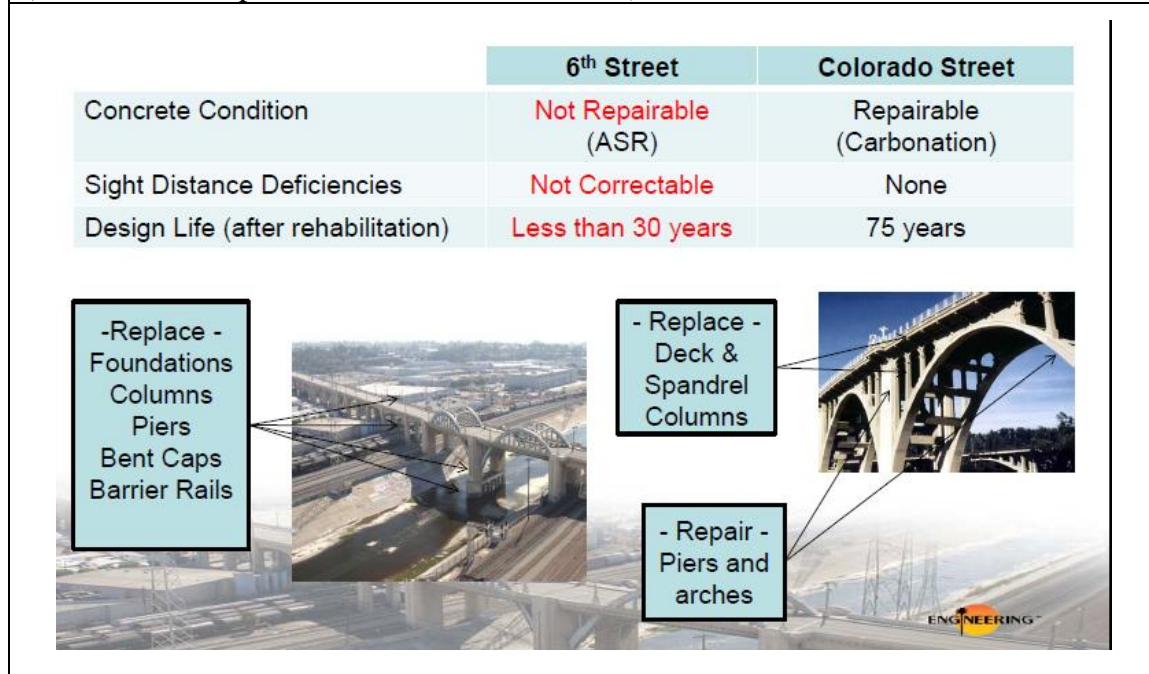 6th Street Colorado Street
Concrete Condition Not Repairable Repairable
(ASR) (Carbonation)
Sight Distance Deficiencies Not Correctable None
Design Life (after rehabilitation) Less than 30 years 75 years
-Replace -
Foundations
Columns
Piers
Bent Caps
Barrier Rails
- Replace -
Deck &
Spandrel
Columns
- Repair -
Piers and
arches
ENGINEERING